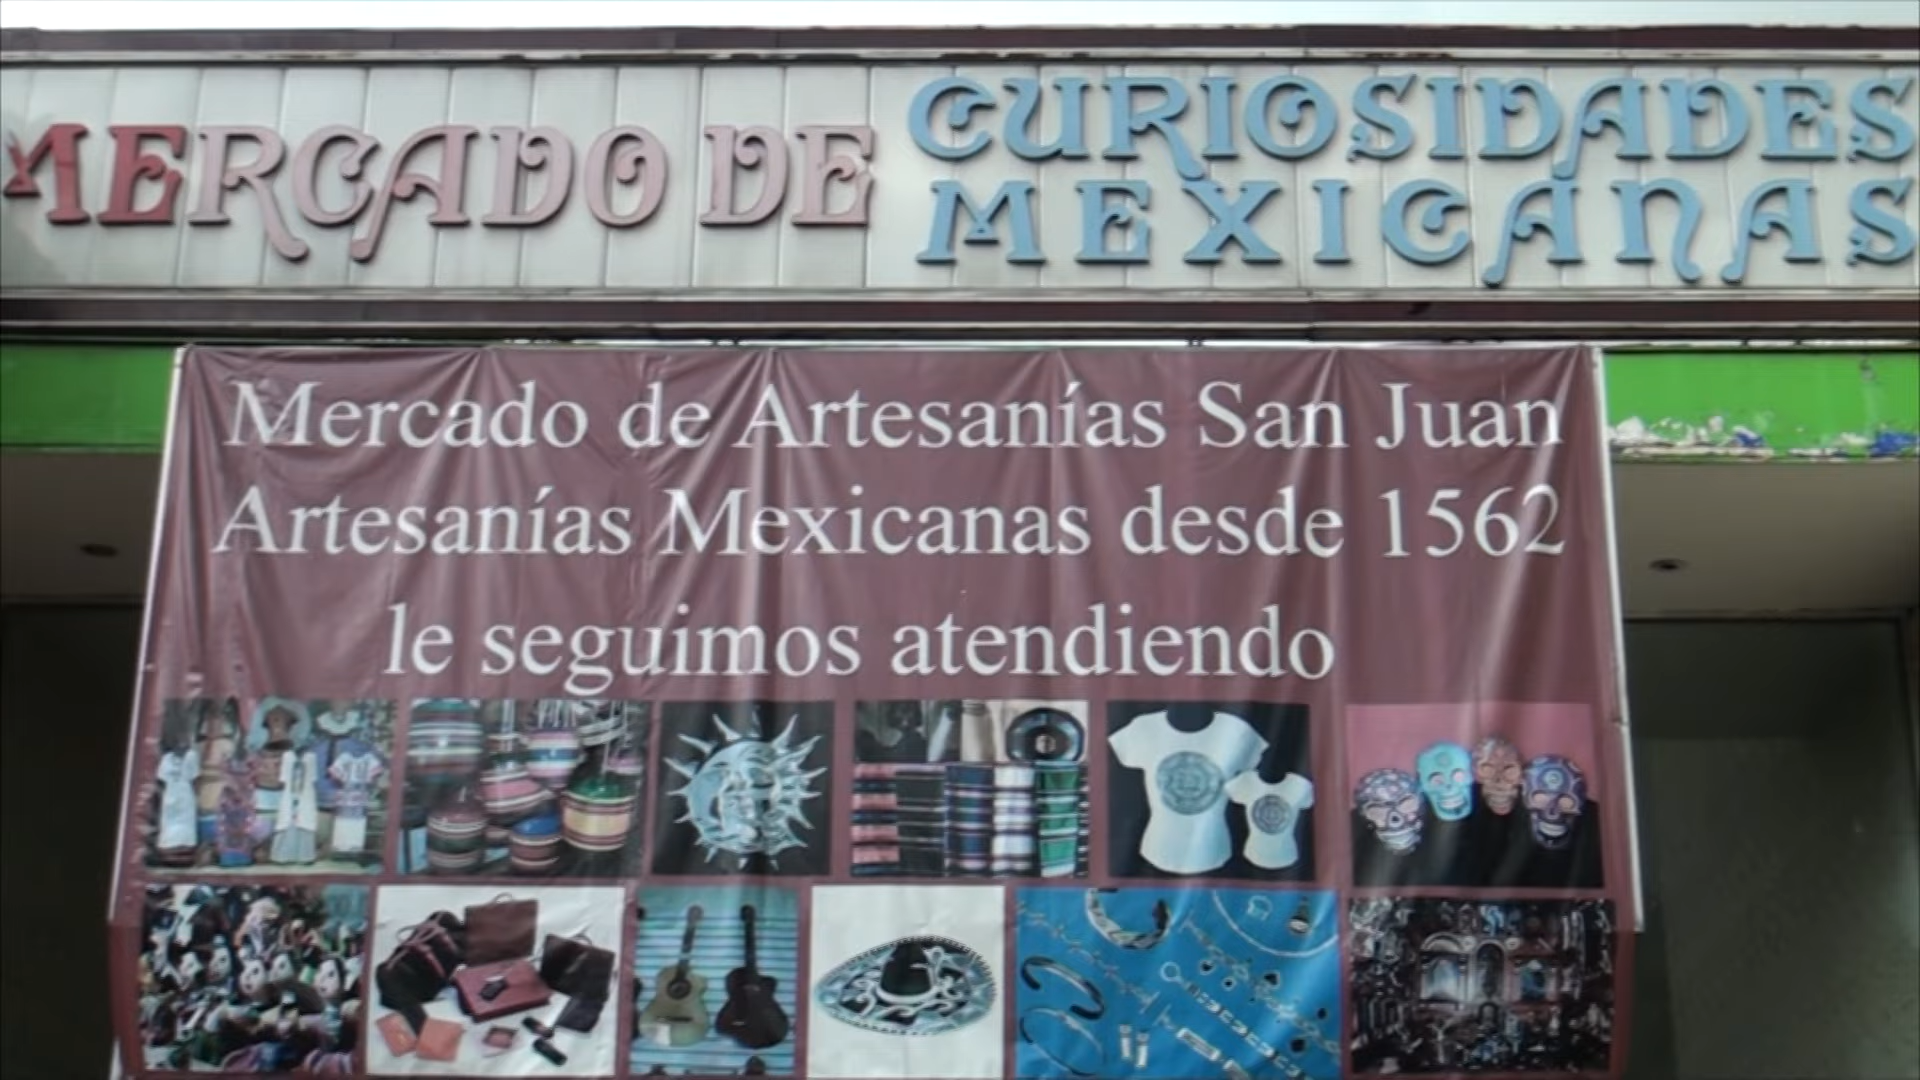 MERCADO DE CURIOSIDADES
MEXICANAS
Mercado de Artesanías San Juan
Artesanías Mexicanas desde 1562
le seguimos atendiendo